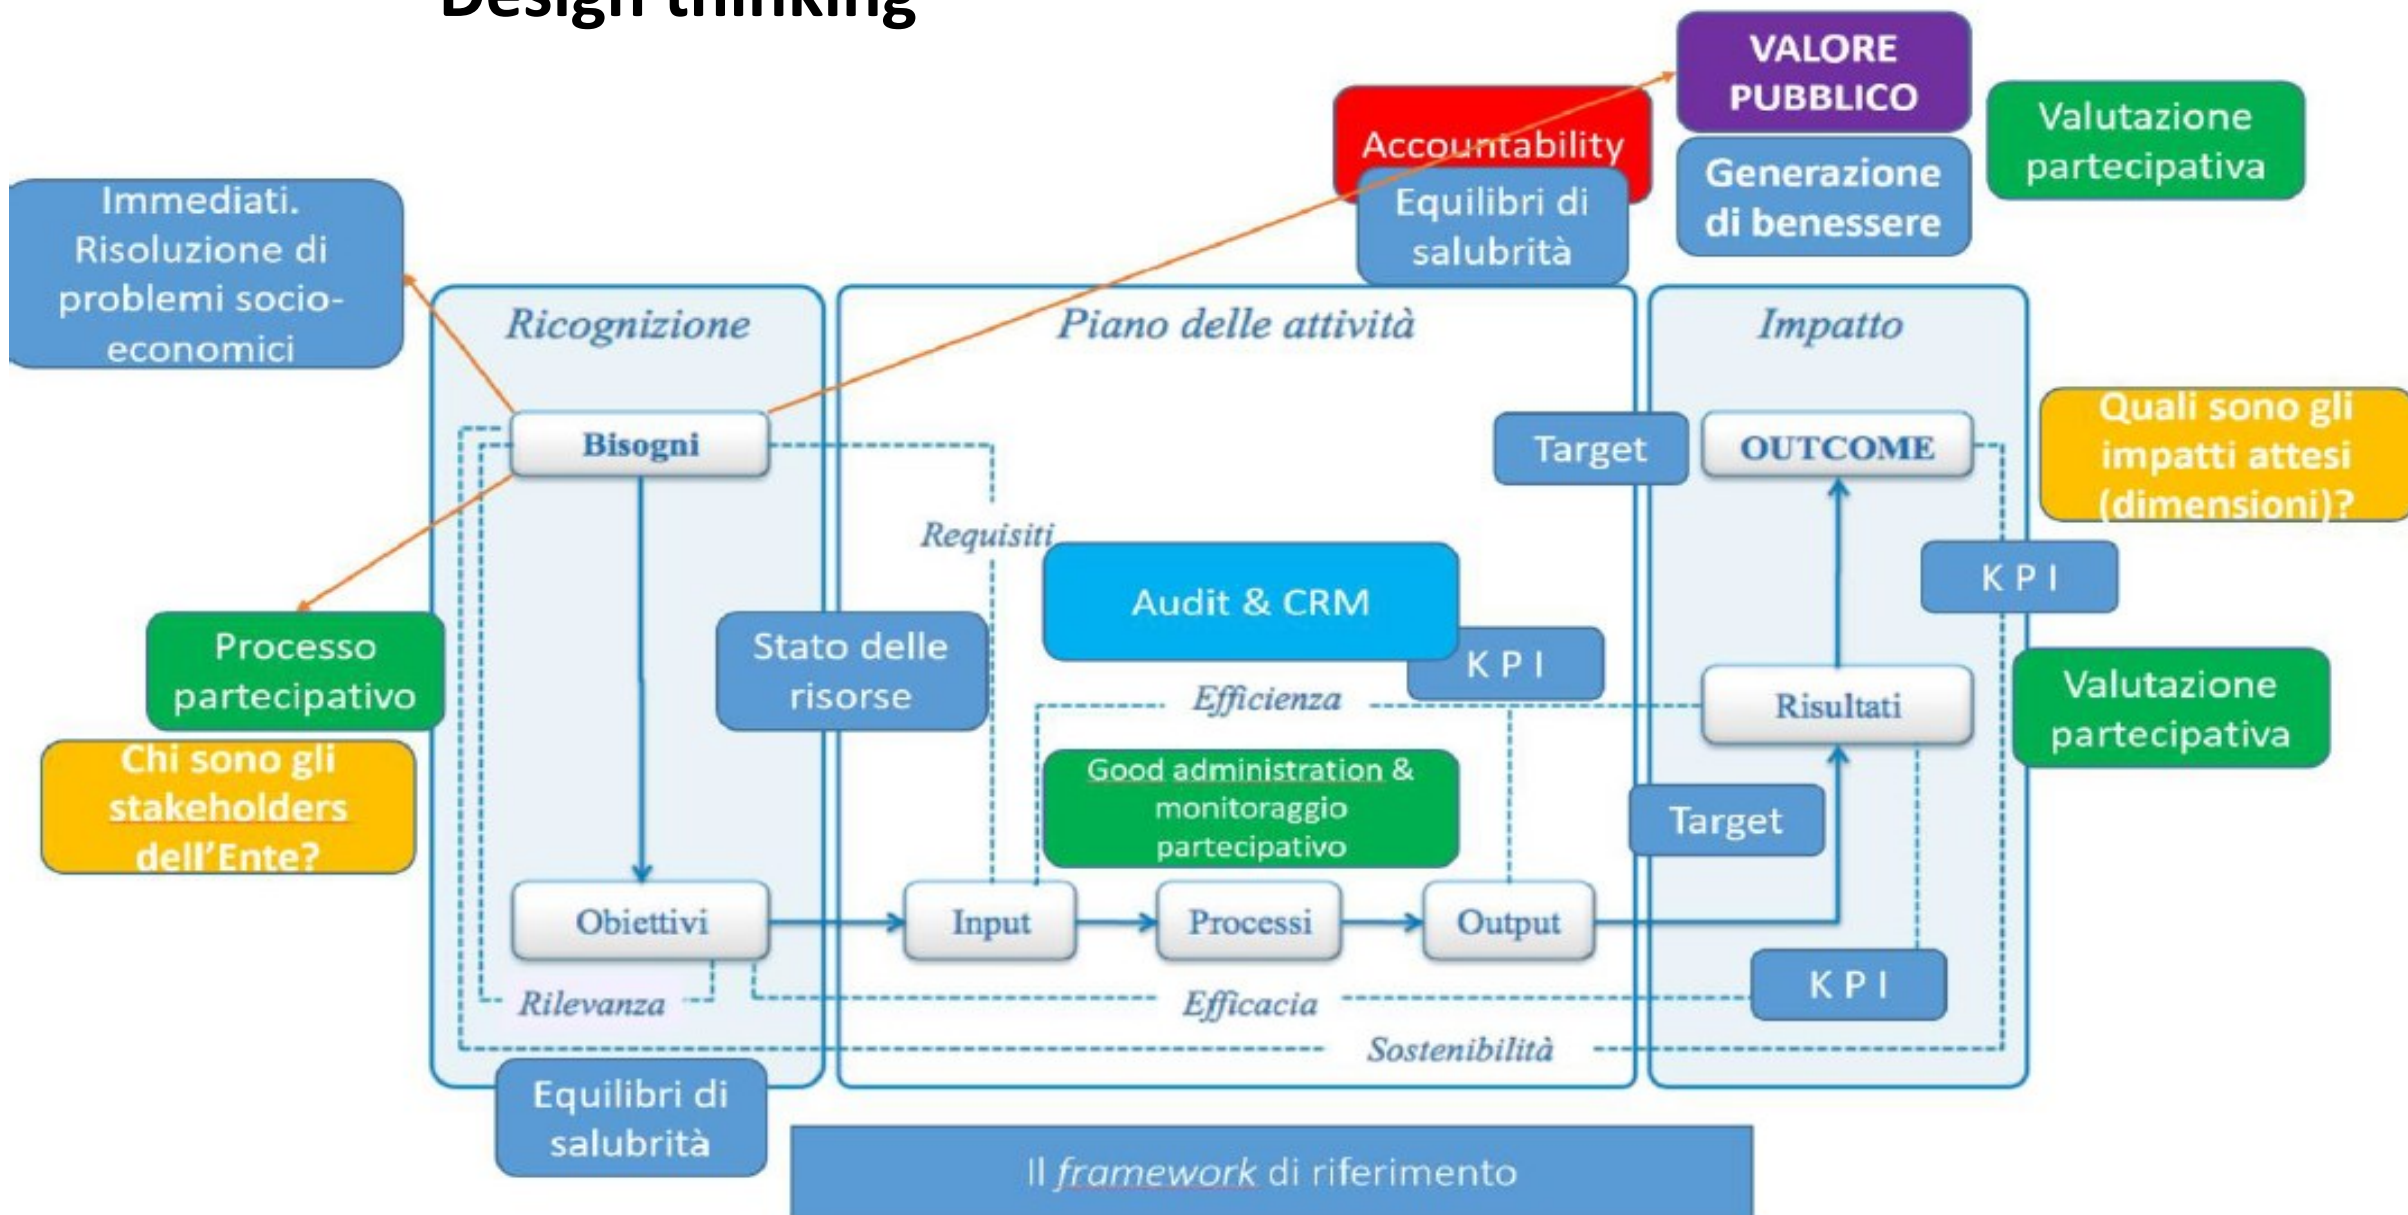 Design thinking
VALORE
PUBBLICO
Valutazione
partecipativa
Accountability
Generazione
di benessere
Equilibri di
salubrità
Immediati.
Risoluzione di
problemi socio-
economici
Ricognizione
Piano delle attività
Impatto
Bisogni
Target
OUTCOME
Quali sono gli
impatti attesi
(dimensioni)?
Requisiti
Audit & CRM
K P I
Processo
partecipativo
Stato delle
risorse
K P I
Efficienza
Risultati
Valutazione
partecipativa
Chi sono gli
stakeholders
dell'Ente?
Good administration &
monitoraggio
partecipativo
Target
Obiettivi
Input
Processi
Output
K P I
Rilevanza
Efficacia
Sostenibilità
Equilibri di
salubrità
Il framework di riferimento